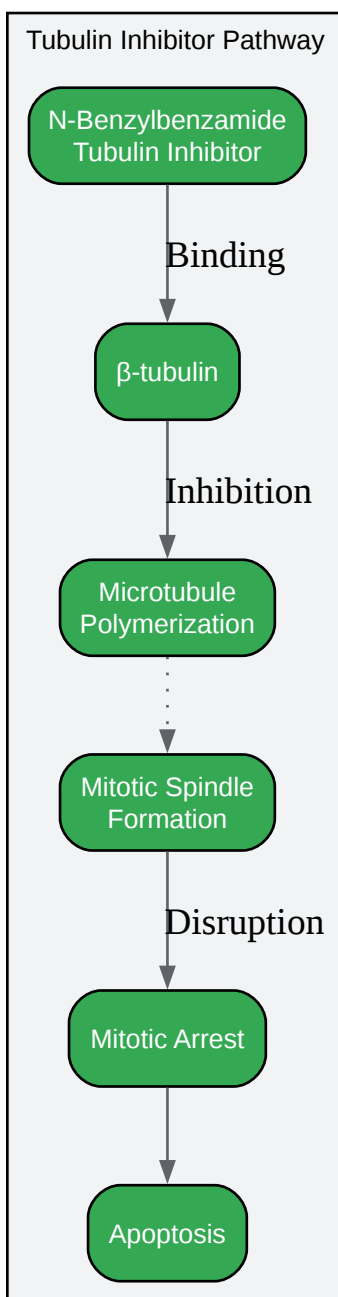 Tubulin Inhibitor Pathway
N-Benzylbenzamide
Tubulin Inhibitor
Binding
β-tubulin
Inhibition
Microtubule
Polymerization
Mitotic Spindle
Formation
Disruption
Mitotic Arrest
Apoptosis